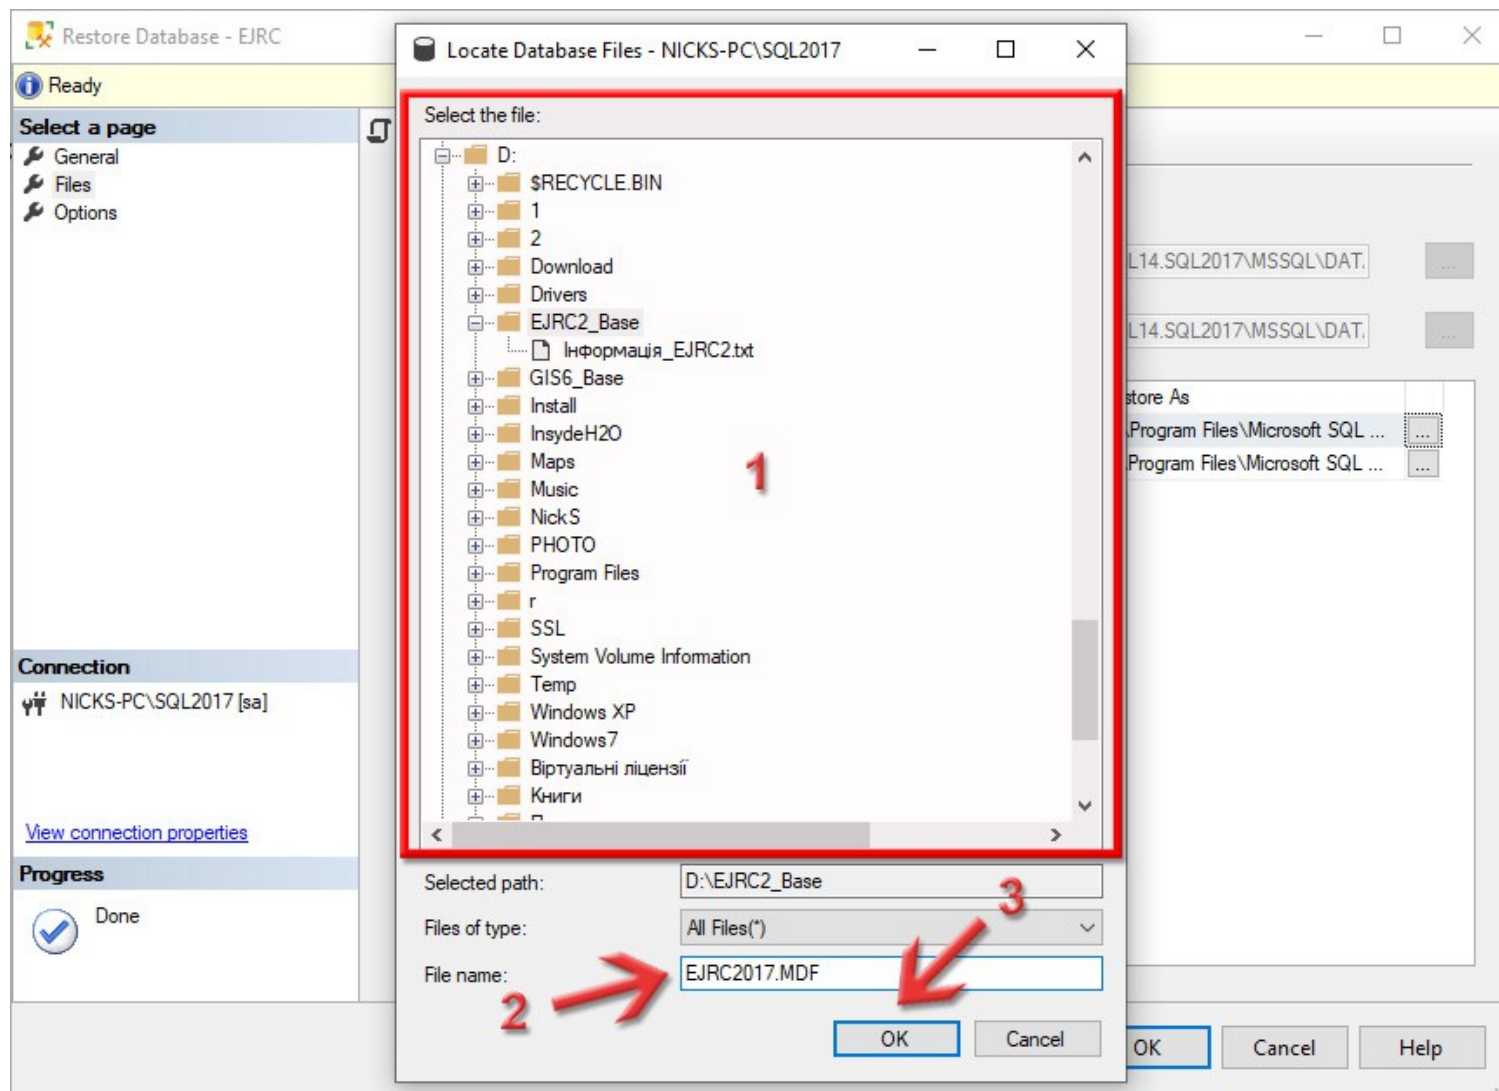 Restore Database - EJRC
Ready
Select a page
General
Files
Options
Connection
NICKS-PC\SQL2017 [sa]
View connection properties
Progress
Done
Locate Database Files - NICKS-PC\SQL2017
Select the file:
D:
$RECYCLE.BIN
1
2
Download
Drivers
EJRC2_Base
Інформація_EJRC2.txt
GIS6_Base
Install
InsydeH2O
Maps
Music
NickS
PHOTO
Program Files
r
SSL
System Volume Information
Temp
Windows XP
Windows7
Віртуальні ліцензії
Книги
1
Selected path: D:\EJRC2_Base
3
Files of type: All Files(*)
File name: EJRC2017.MDF
2
OK Cancel
L14.SQL2017\MSSQL\DAT. ...
L14.SQL2017\MSSQL\DAT. ...
store As
\Program Files\Microsoft SQL ... ...
Program Files\Microsoft SQL ... ...
OK Cancel Help